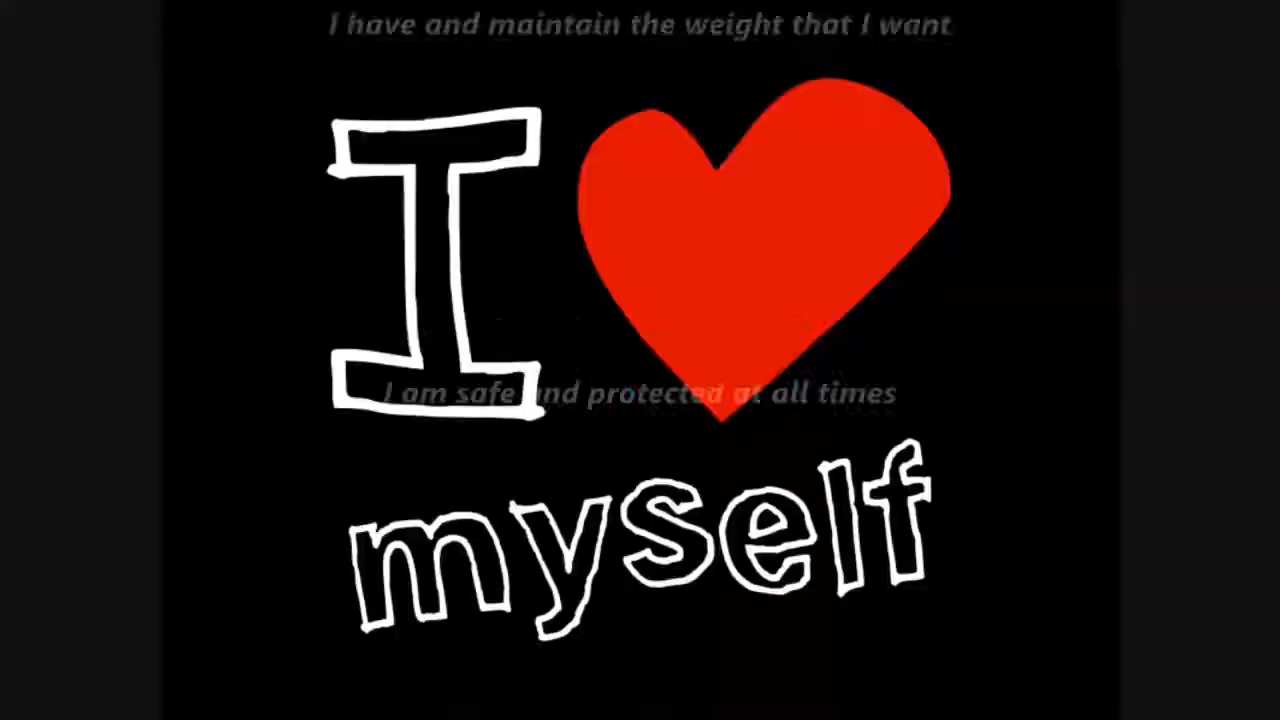 I have and maintain the weight that I want
I
I am safe and protected at all times
myself